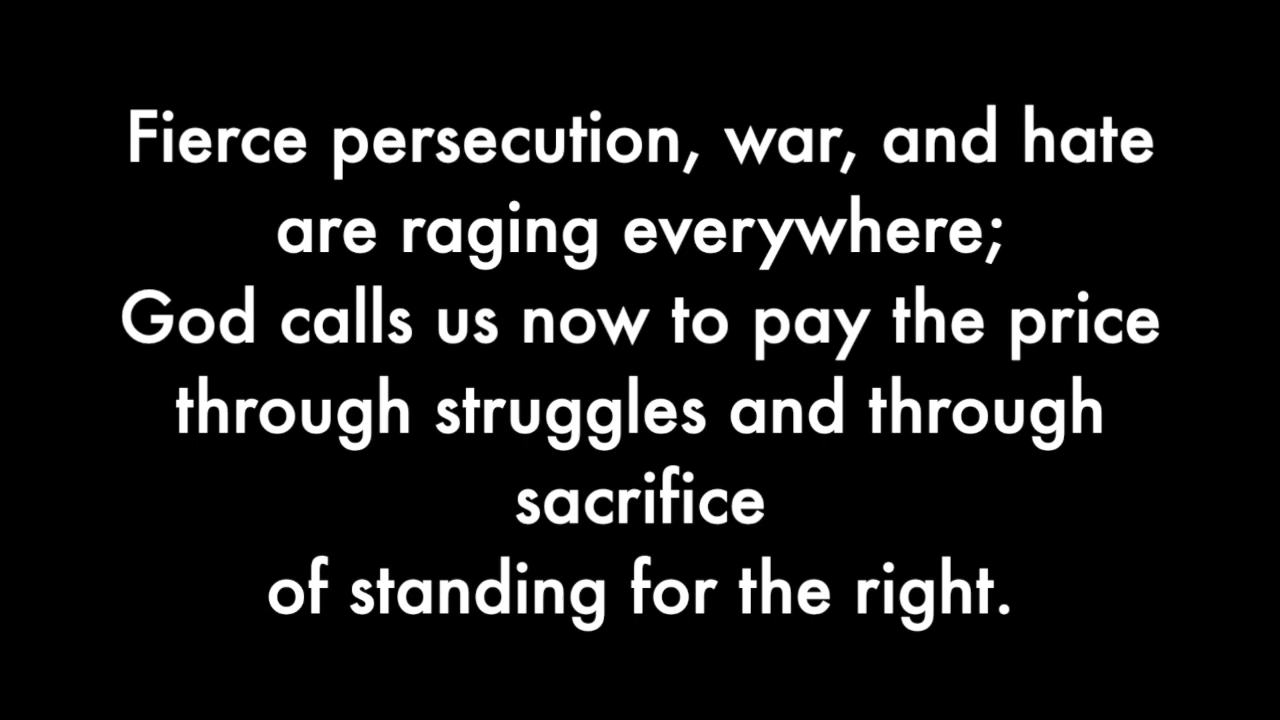 Fierce persecution, war, and hate
are raging everywhere;
God calls us now to pay the price
through struggles and through
sacrifice
of standing for the right.